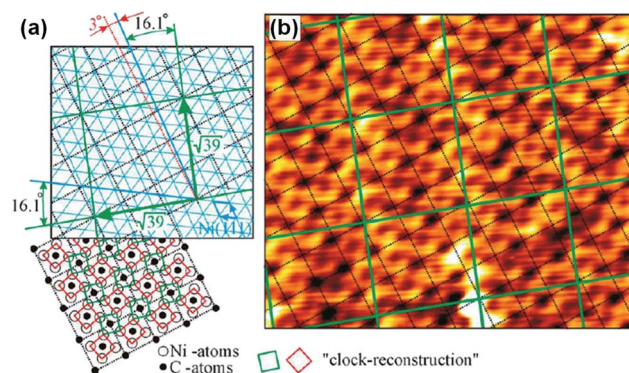 (a)
3°
16.1°
(b)
√39
16.1°
√39
Ni(111)
Ni -atoms
C -atoms
"clock-reconstruction"